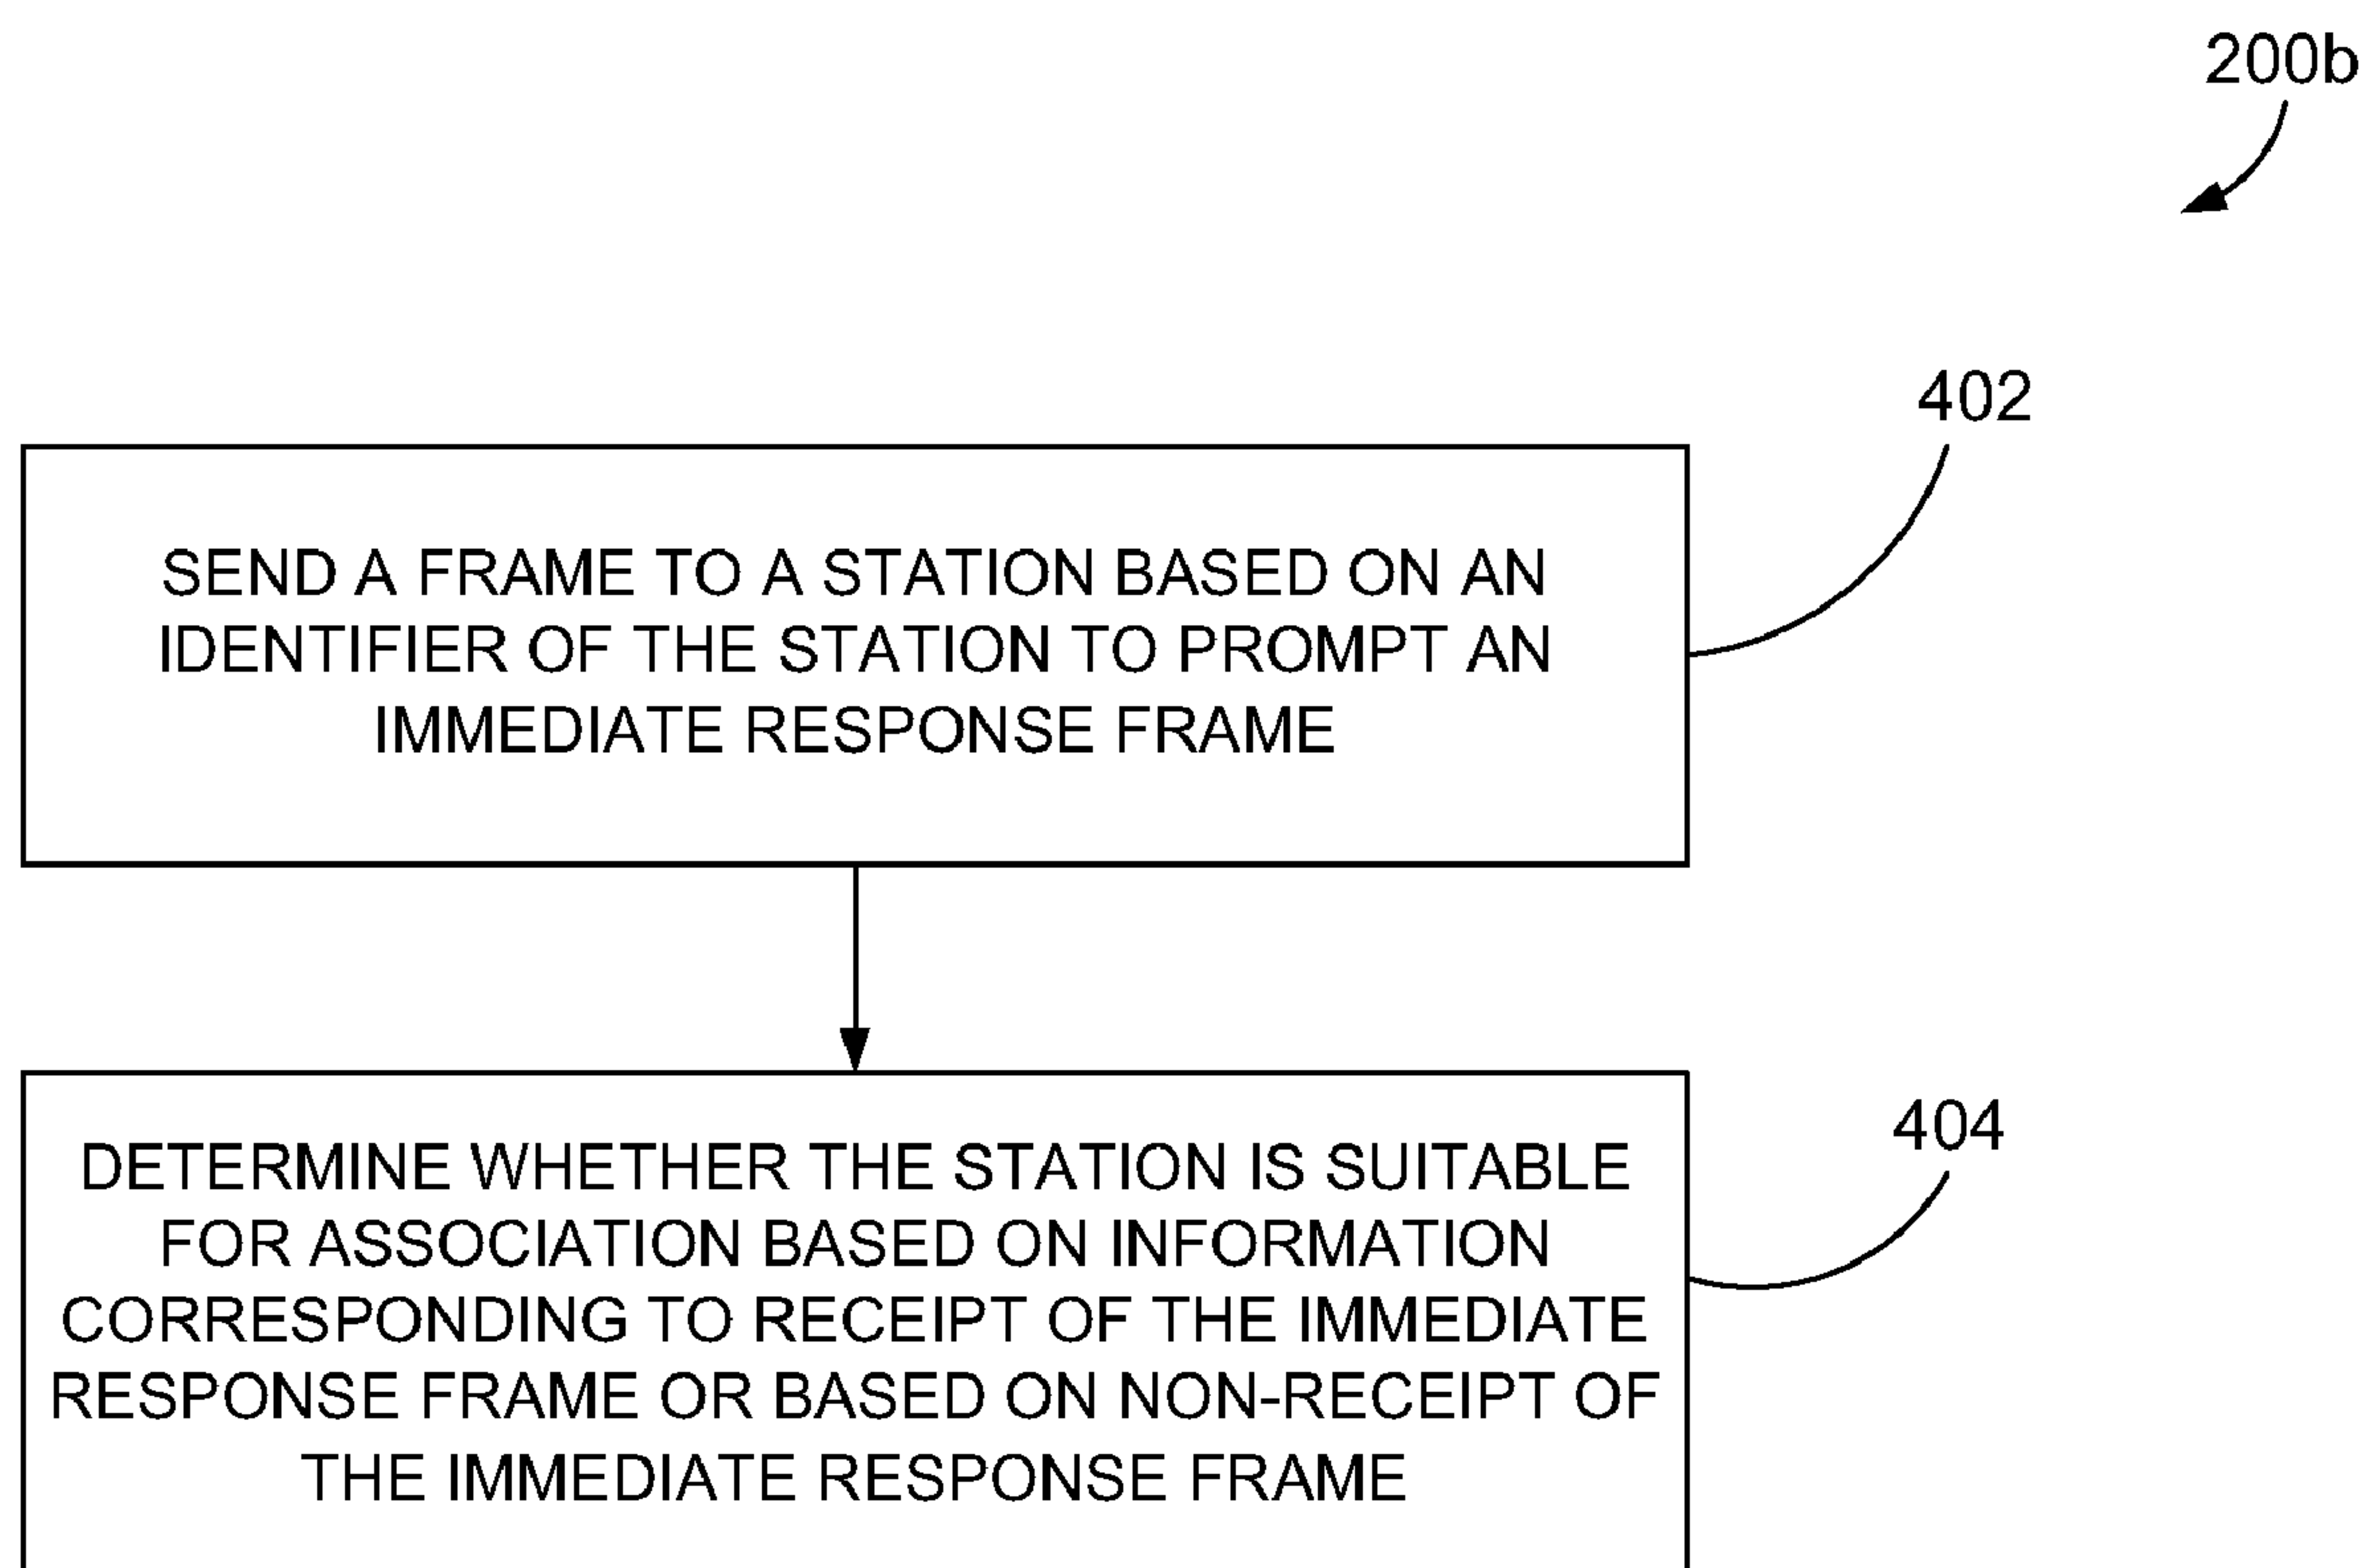 200b
402
SEND A FRAME TO A STATION BASED ON AN
IDENTIFIER OF THE STATION TO PROMPT AN
IMMEDIATE RESPONSE FRAME
404
DETERMINE WHETHER THE STATION IS SUITABLE
FOR ASSOCIATION BASED ON INFORMATION
CORRESPONDING TO RECEIPT OF THE IMMEDIATE
RESPONSE FRAME OR BASED ON NON-RECEIPT OF
THE IMMEDIATE RESPONSE FRAME